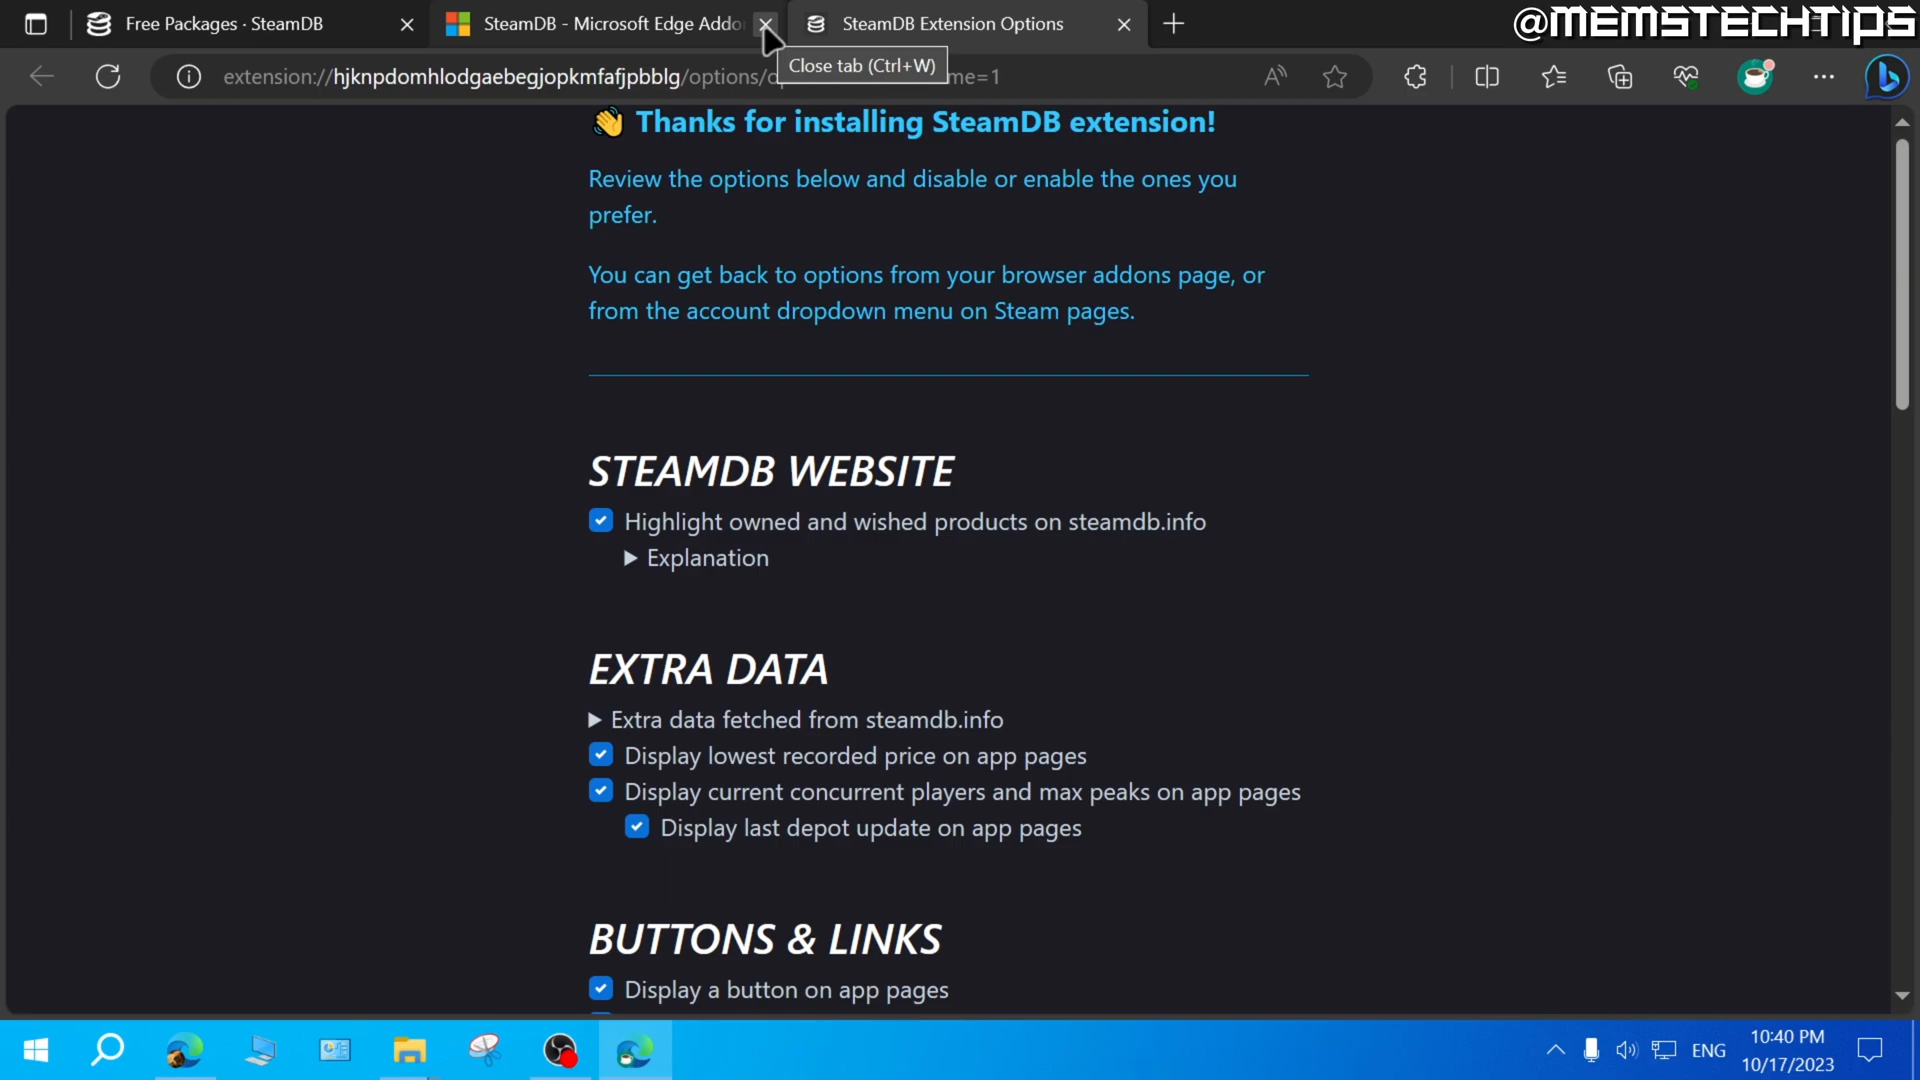 Free Packages · SteamDB
SteamDB - Microsoft Edge Addo
SteamDB Extension Options
@MEMSTECHTIPS
extension://hjknpdomhlodgaebegjopkmfafjpbblg/options/o
me=1
Close tab (Ctrl+W)
👋 Thanks for installing SteamDB extension!
Review the options below and disable or enable the ones you
prefer.
You can get back to options from your browser addons page, or
from the account dropdown menu on Steam pages.
STEAMDB WEBSITE
Highlight owned and wished products on steamdb.info
Explanation
EXTRA DATA
Extra data fetched from steamdb.info
Display lowest recorded price on app pages
Display current concurrent players and max peaks on app pages
Display last depot update on app pages
BUTTONS & LINKS
Display a button on app pages
ENG
10:40 PM
10/17/2023